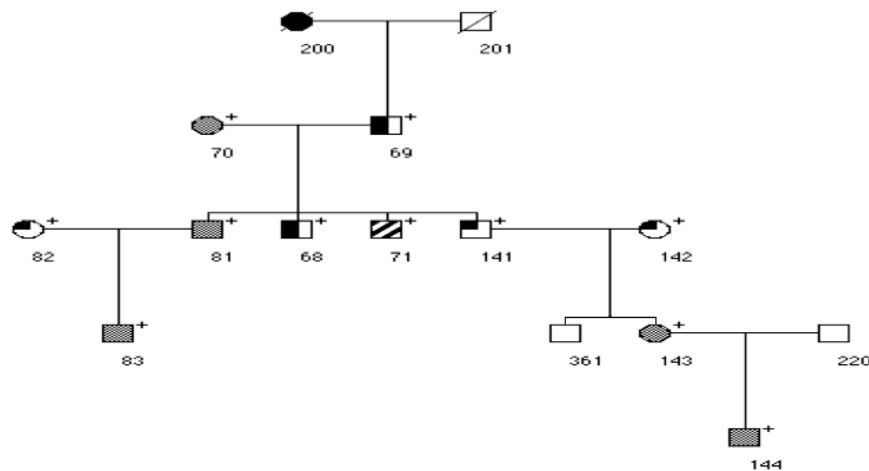 200 201
+ +
70 69
+ + + + + +
82 81 68 71 141 142
+ +
83 361 143 220
+
144